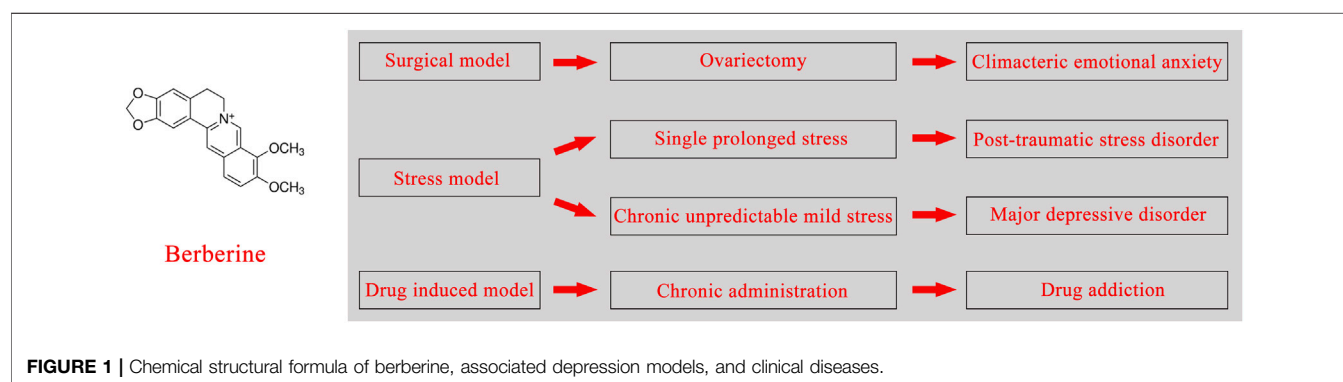 Surgical model
Ovariectomy
Climacteric emotional anxiety
Single prolonged stress
Post-traumatic stress disorder
Stress model
Chronic unpredictable mild stress
Major depressive disorder
Drug induced model
Chronic administration
Drug addiction
O
O
N+
OCH₃
OCH₃
Berberine
FIGURE 1 | Chemical structural formula of berberine, associated depression models, and clinical diseases.